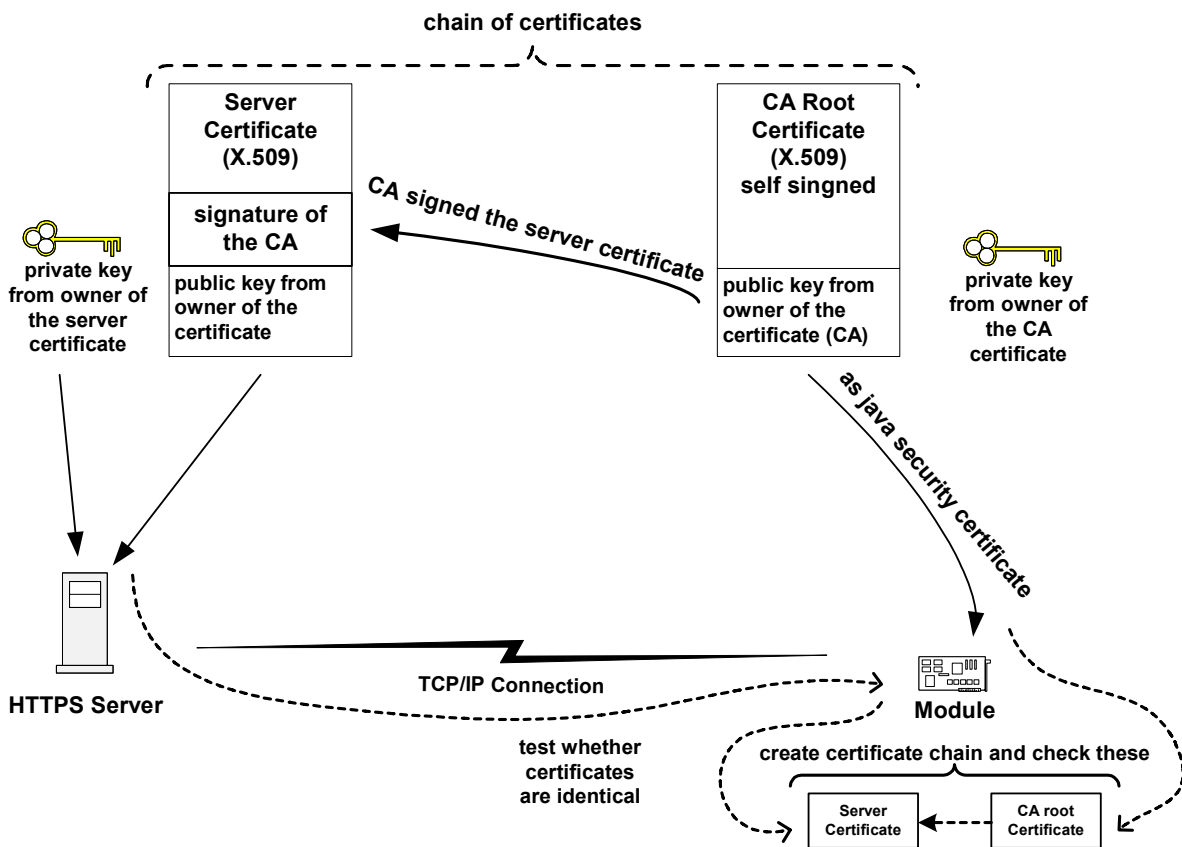 chain of certificates
Server
Certificate
(X.509)
signature of
the CA
public key from
owner of the
certificate
CA signed the server certificate
CA Root
Certificate
(X.509)
self singned
public key from
owner of the
certificate (CA)
private key
from owner of
the server
certificate
private key
from owner of
the CA
certificate
as java security certificate
HTTPS Server
TCP/IP Connection
Module
test whether
certificates
are identical
create certificate chain and check these
Server
Certificate
CA root
Certificate